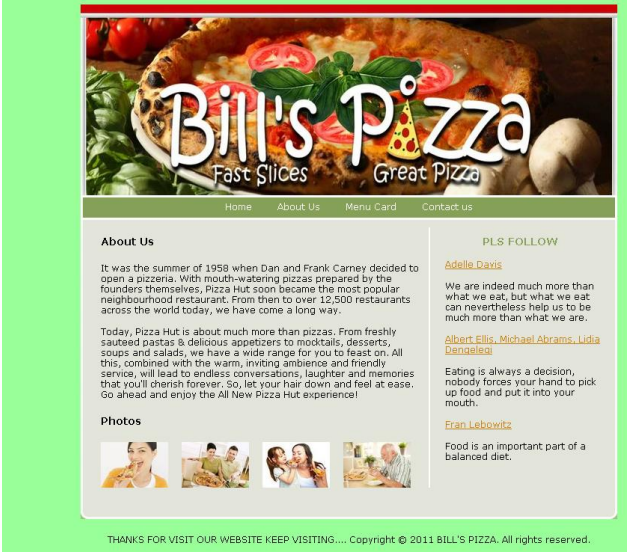 Bill's Pizza
Fast Slices Great Pizza
Home About Us Menu Card Contact us
About Us
It was the summer of 1958 when Dan and Frank Carney decided to
open a pizzeria. With mouth-watering pizzas prepared by the
founders themselves, Pizza Hut soon became the most popular
neighbourhood restaurant. From then to over 12,500 restaurants
across the world today, we have come a long way.
Today, Pizza Hut is about much more than pizzas. From freshly
sauteed pastas & delicious appetizers to mocktails, desserts,
soups and salads, we have a wide range for you to feast on. All
this, combined with the warm, inviting ambience and friendly
service, will lead to endless conversations, laughter and memories
that you'll cherish forever. So, let your hair down and feel at ease.
Go ahead and enjoy the All New Pizza Hut experience!
Photos
PLS FOLLOW
Adelle Davis
We are indeed much more than
what we eat, but what we eat
can nevertheless help us to be
much more than what we are.
Albert Ellis, Michael Abrams, Lidia
Dengelegi
Eating is always a decision,
nobody forces your hand to pick
up food and put it into your
mouth.
Fran Lebowitz
Food is an important part of a
balanced diet.
THANKS FOR VISIT OUR WEBSITE KEEP VISITING.... Copyright © 2011 BILL'S PIZZA. All rights reserved.